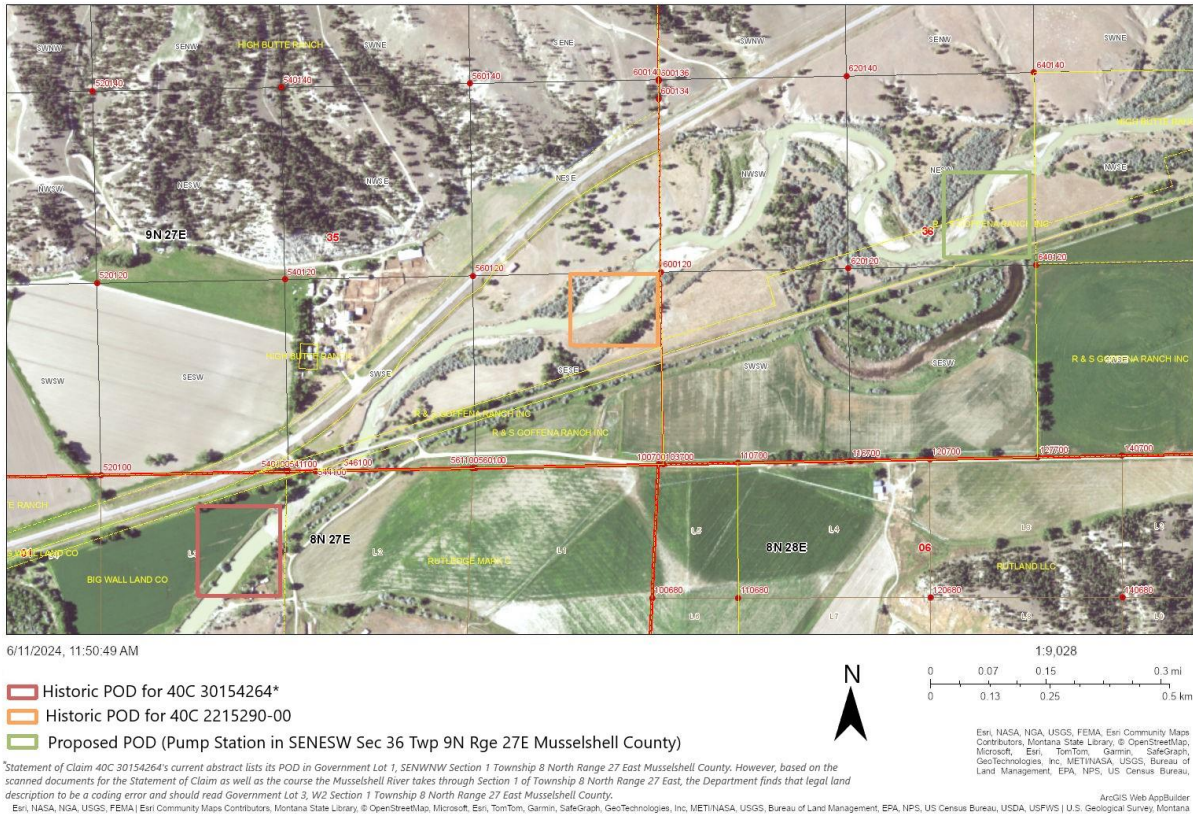 SWNW
SENW
HIGH BUTTE RANCH
SWNE
SENE
SWNW
SENW
SWNE
520140
540140
560140
600136
600134
620140
640140
NWSW
NESW
NWSE
NESE
NWSW
NWSE
9N 27E
35
36
520120
540120
560120
600120
620120
640120
HIGH BUTTE RANCH
SWSW
SESW
SWSE
SESE
SWSW
SESW
R & S GOFFENA RANCH INC
R & S GOFFENA RANCH INC
R & S GOFFENA RANCH INC
520100
541100
546100
561100560100
103700
110700
120700
127700
140700
E RANCH
8N 27E
L2
L1
L5
L4
8N 28E
06
L3
L2
BIG WALL LAND CO
RUTLAND LLC
100680
110680
120680
140680
L6
L7
L8
L9
6/11/2024, 11:50:49 AM
1:9,028
0 0.07 0.15 0.3 mi
0 0.13 0.25 0.5 km
N
Historic POD for 40C 30154264*
Historic POD for 40C 2215290-00
Proposed POD (Pump Station in SENESW Sec 36 Twp 9N Rge 27E Musselshell County)
*Statement of Claim 40C 30154264's current abstract lists its POD in Government Lot 1, SENWNW Section 1 Township 8 North Range 27 East Musselshell County. However, based on the
scanned documents for the Statement of Claim as well as the course the Musselshell River takes through Section 1 of Township 8 North Range 27 East, the Department finds that legal land
description to be a coding error and should read Government Lot 3, W2 Section 1 Township 8 North Range 27 East Musselshell County.
Esri, NASA, NGA, USGS, FEMA, Esri Community Maps
Contributors, Montana State Library, © OpenStreetMap,
Microsoft, Esri, TomTom, Garmin, SafeGraph,
GeoTechnologies, Inc, METI/NASA, USGS, Bureau of
Land Management, EPA, NPS, US Census Bureau,
ArcGIS Web AppBuilder
Esri, NASA, NGA, USGS, FEMA | Esri Community Maps Contributors, Montana State Library, © OpenStreetMap, Microsoft, Esri, TomTom, Garmin, SafeGraph, GeoTechnologies, Inc, METI/NASA, USGS, Bureau of Land Management, EPA, NPS, US Census Bureau, USDA, USFWS | U.S. Geological Survey, Montana